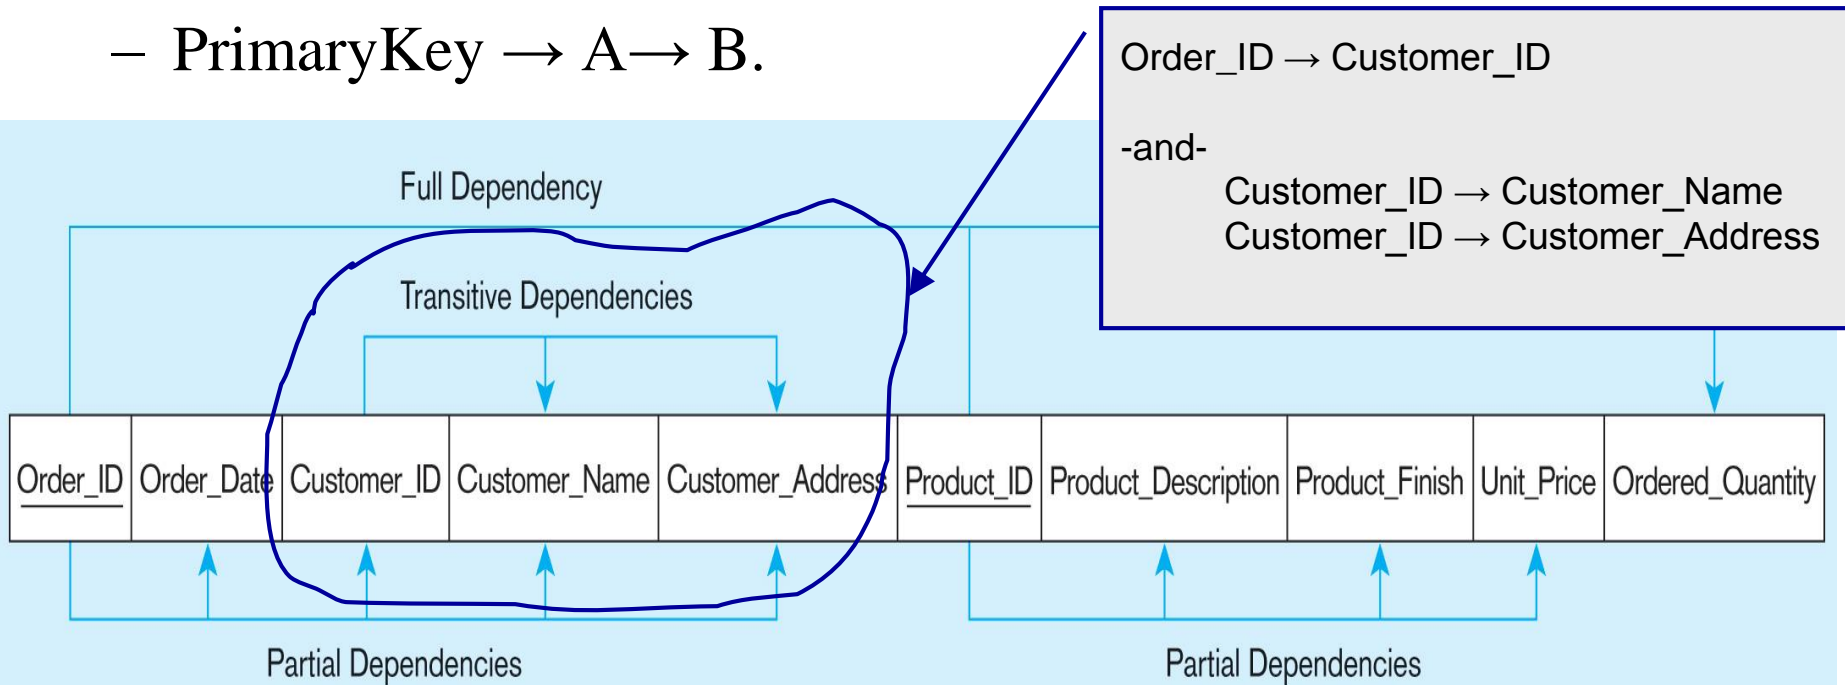 – PrimaryKey → A→ B.
Order_ID → Customer_ID
-and-
Customer_ID → Customer_Name
Customer_ID → Customer_Address
Full Dependency
Transitive Dependencies
Order_ID Order_Date Customer_ID Customer_Name Customer_Address Product_ID Product_Description Product_Finish Unit_Price Ordered_Quantity
Partial Dependencies Partial Dependencies